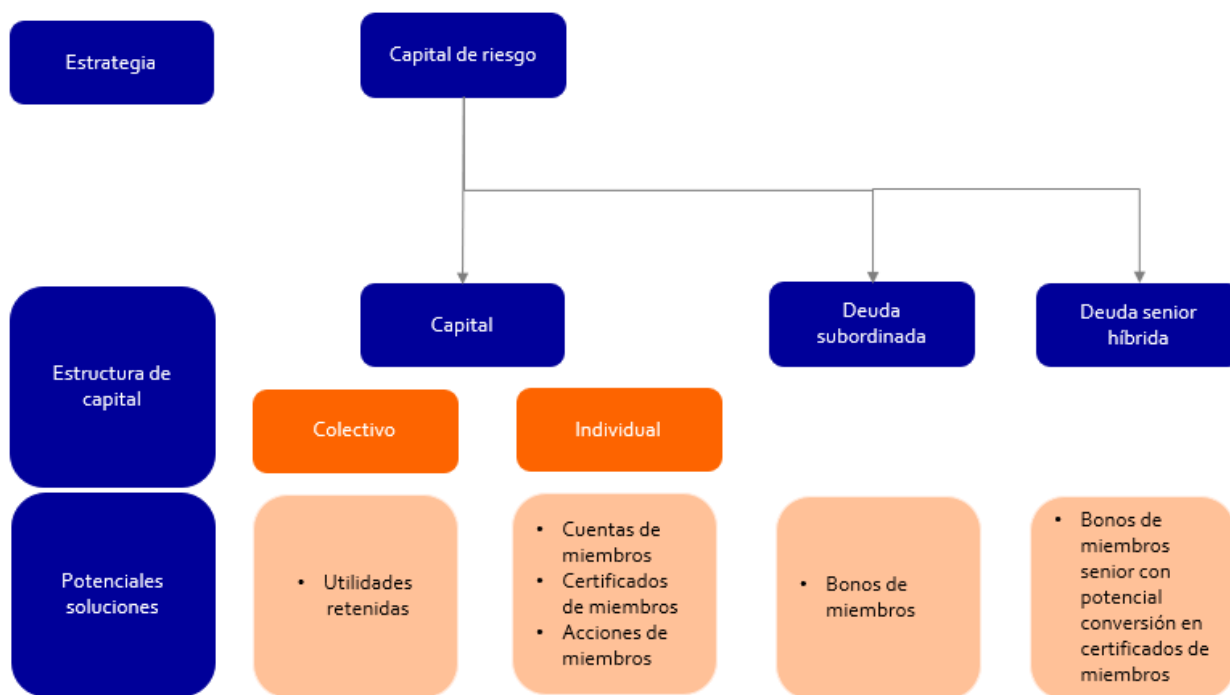 Estrategia
Capital de riesgo
Estructura de
capital
Capital
Deuda
subordinada
Deuda senior
híbrida
Colectivo
Individual
Potenciales
soluciones
• Utilidades
retenidas
• Cuentas de
miembros
• Certificados
de miembros
• Acciones de
miembros
• Bonos de
miembros
• Bonos de
miembros
senior con
potencial
conversión en
certificados de
miembros